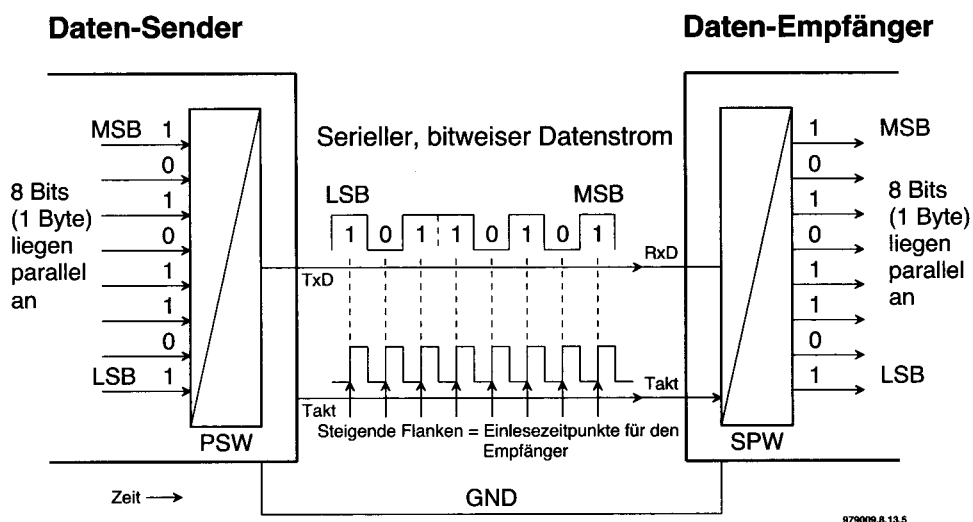 Daten-Sender
Daten-Empfänger
MSB 1
0
1
0
1
1
0
LSB 1
8 Bits
(1 Byte)
liegen
parallel
an
PSW
Serieller, bitweiser Datenstrom
LSB MSB
1 0 1 1 0 1 0 1
TxD RxD
Takt Takt
Steigende Flanken = Einlesezeitpunkte für den
Empfänger
1 MSB
0
1
0
1
1
0
1 LSB
8 Bits
(1 Byte)
liegen
parallel
an
SPW
Zeit
GND
979009.8.13.5